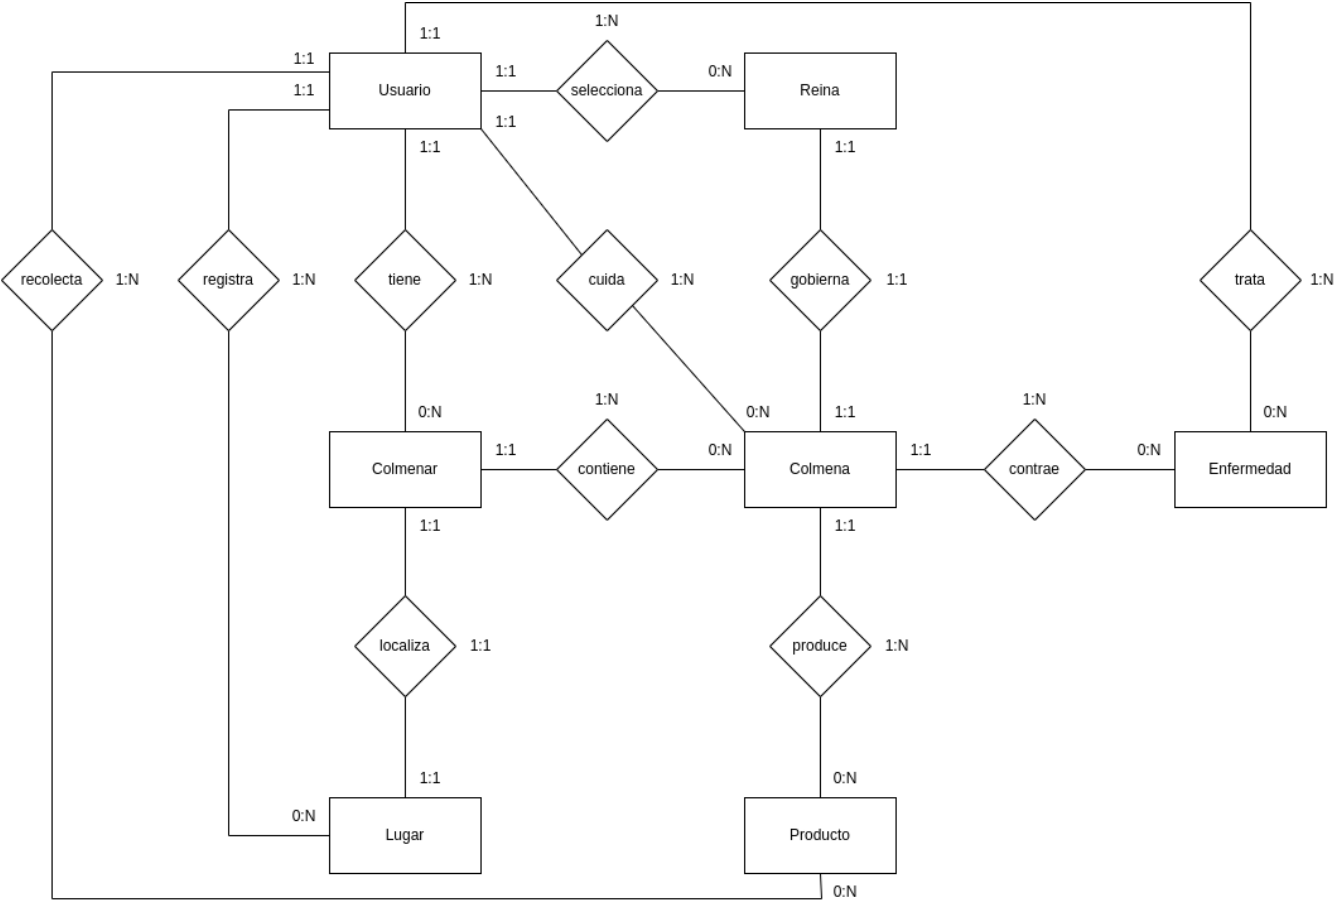 1:N
1:1
1:1
1:1
0:N
1:1
Usuario
selecciona
Reina
1:1
1:1
1:1
recolecta
1:N
registra
1:N
tiene
1:N
cuida
1:N
gobierna
1:1
trata
1:N
1:N
1:N
0:N
0:N
1:1
0:N
1:1
0:N
1:1
0:N
Colmenar
contiene
Colmena
contrae
Enfermedad
1:1
1:1
localiza
1:1
produce
1:N
1:1
0:N
0:N
Lugar
Producto
0:N